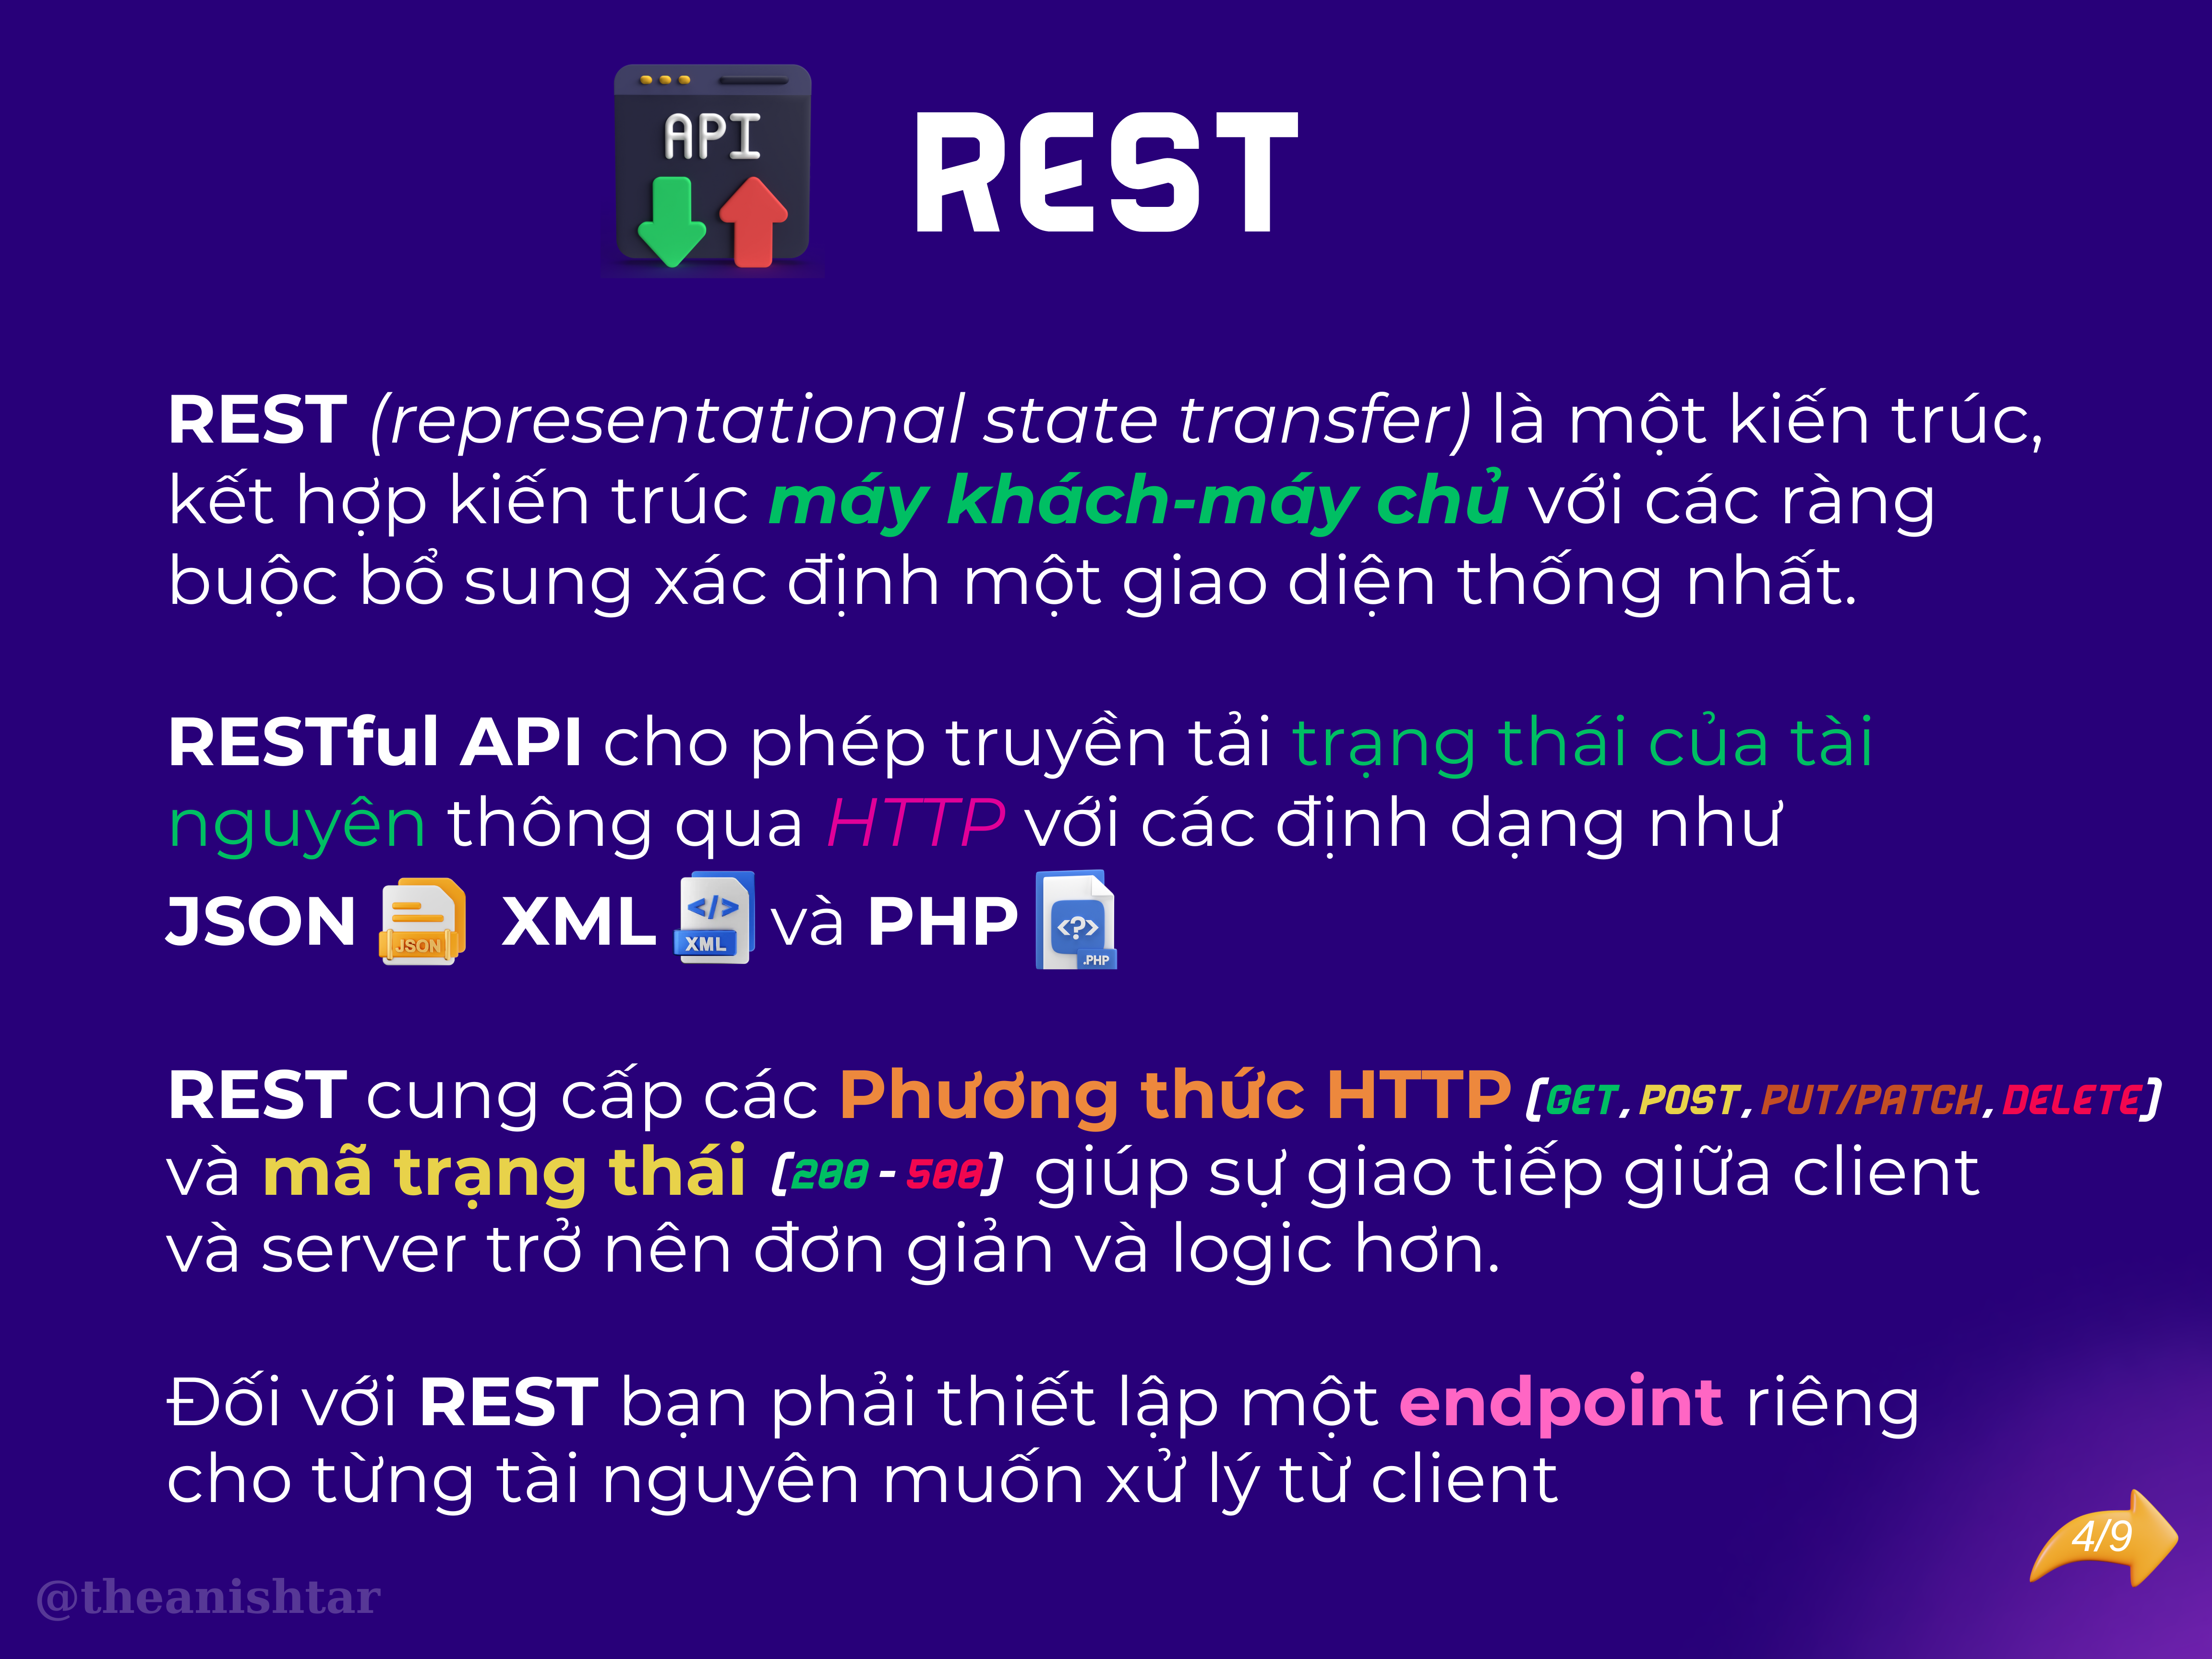 API
REST
REST (representational state transfer) là một kiến trúc,
kết hợp kiến trúc máy khách-máy chủ với các ràng
buộc bổ sung xác định một giao diện thống nhất.
RESTful API cho phép truyền tải trạng thái của tài
nguyên thông qua HTTP với các định dạng như
JSON JSON XML </> XML và PHP <?> .PHP
REST cung cấp các Phương thức HTTP (GET, POST, PUT/PATCH, DELETE)
và mã trạng thái (200 - 500) giúp sự giao tiếp giữa client
và server trở nên đơn giản và logic hơn.
Đối với REST bạn phải thiết lập một endpoint riêng
cho từng tài nguyên muốn xử lý từ client
4/9
@theanishtar